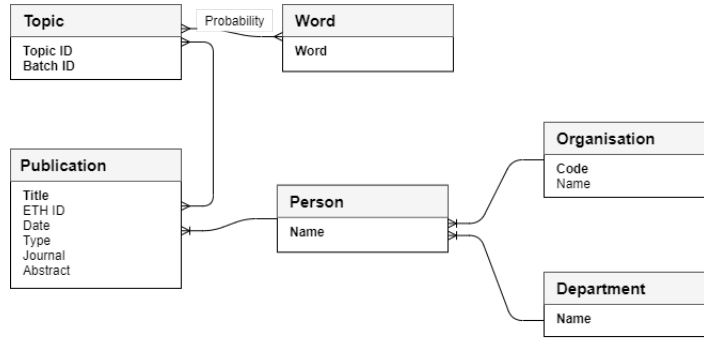 Topic
Topic ID
Batch ID
Probability
Word
Word
Publication
Title
ETH ID
Date
Type
Journal
Abstract
Person
Name
Organisation
Code
Name
Department
Name